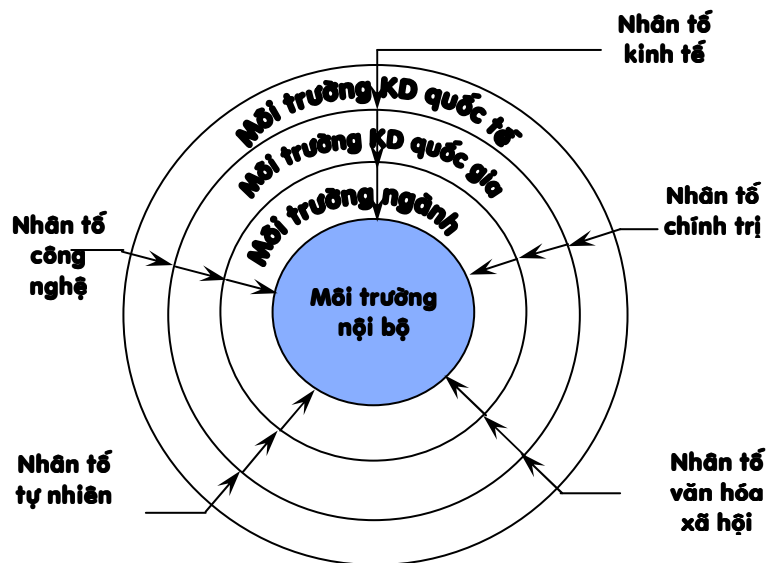 Nhân tố
kinh tế
Môi trường KD quốc tế
Môi trường KD quốc gia
Môi trường ngành
Nhân tố
chính trị
Nhân tố
công
nghệ
Môi trường
nội bộ
Nhân tố
tự nhiên
Nhân tố
văn hóa
xã hội